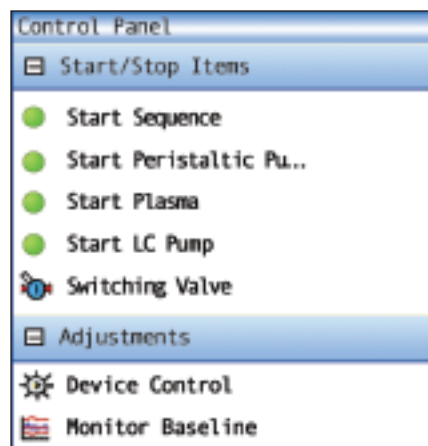 Control Panel
Start/Stop Items
Start Sequence
Start Peristaltic Pu...
Start Plasma
Start LC Pump
Switching Valve
Adjustments
Device Control
Monitor Baseline